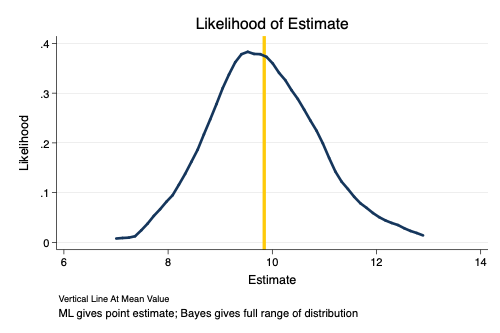 Likelihood of Estimate
.4
.3
.2
.1
0
Likelihood
6 8 10 12 14
Estimate
Vertical Line At Mean Value
ML gives point estimate; Bayes gives full range of distribution